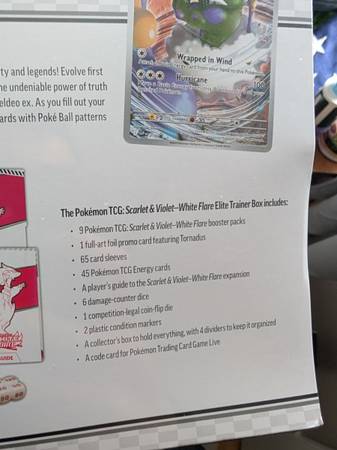 Wrapped in Wind
Hurricane
ty and legends! Evolve first
he undeniable power of truth
eldeo ex. As you fill out your
ards with Poké Ball patterns
The Pokémon TCG: Scarlet & Violet—White Flare Elite Trainer Box includes:
• 9 Pokémon TCG: Scarlet & Violet—White Flare booster packs
• 1 full-art foil promo card featuring Tornadus
• 65 card sleeves
• 45 Pokémon TCG Energy cards
• A player's guide to the Scarlet & Violet—White Flare expansion
• 6 damage-counter dice
• 1 competition-legal coin-flip die
• 2 plastic condition markers
• A collector's box to hold everything, with 4 dividers to keep it organized
• A code card for Pokémon Trading Card Game Live